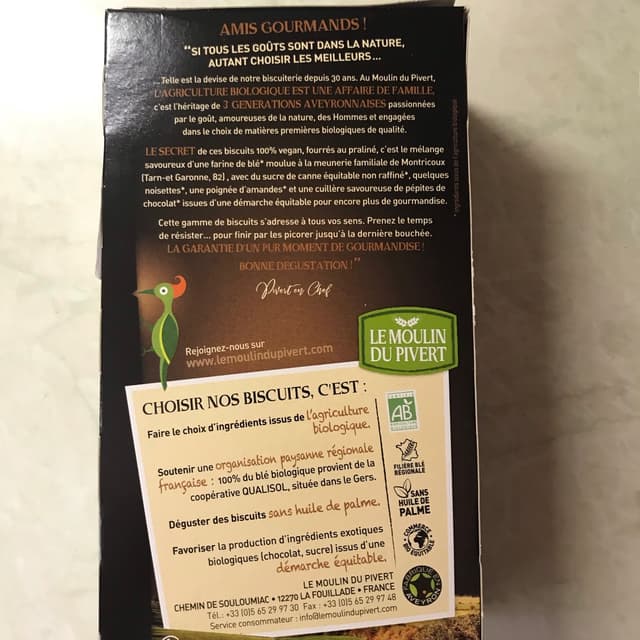 AMIS GOURMANDS !
"SI TOUS LES GOÛTS SONT DANS LA NATURE,
AUTANT CHOISIR LES MEILLEURS...
...Telle est la devise de notre biscuiterie depuis 30 ans. Au Moulin du Pivert,
L'AGRICULTURE BIOLOGIQUE EST UNE AFFAIRE DE FAMILLE,
c'est l'héritage de 3 GENERATIONS AVEYRONNAISES passionnées
par le goût, amoureuses de la nature, des Hommes et engagées
dans le choix de matières premières biologiques de qualité.
LE SECRET de ces biscuits 100% vegan, fourrés au praliné, c'est le mélange
savoureux d'une farine de blé* moulue à la meunerie familiale de Montricoux
(Tarn-et Garonne, 82) , avec du sucre de canne équitable non raffiné*, quelques
noisettes*, une poignée d'amandes* et une cuillère savoureuse de pépites de
chocolat* issues d'une démarche équitable pour encore plus de gourmandise.
* Ingrédients issus de l'agriculture biologique
Cette gamme de biscuits s'adresse à tous vos sens. Prenez le temps
de résister... pour finir par les picorer jusqu'à la dernière bouchée.
LA GARANTIE D'UN PUR MOMENT DE GOURMANDISE !
BONNE DEGUSTATION ! "
Pivert en Chef
Rejoignez-nous sur
www.lemoulindupivert.com
LE MOULIN
DU PIVERT
CHOISIR NOS BISCUITS, C'EST :
Faire le choix d'ingrédients issus de l'agriculture
biologique.
Soutenir une organisation paysanne régionale
française : 100% du blé biologique provient de la
coopérative QUALISOL, située dans le Gers.
Déguster des biscuits sans huile de palme.
Favoriser la production d'ingrédients exotiques
biologiques (chocolat, sucre) issus d'une
démarche équitable.
LE MOULIN DU PIVERT
CHEMIN DE SOULOUMIAC • 12270 LA FOUILLADE • FRANCE
Tél.: +33 (0)5 65 29 97 30 Fax : +33 (0)5 65 29 97 48
Service consommateur : info@lemoulindupivert.com
AB
FILIÈRE BLÉ
RÉGIONALE
SANS
HUILE DE
PALME
COMMERCE
BIO EQUITABLE
FABRIQUÉ EN
AVEYRON